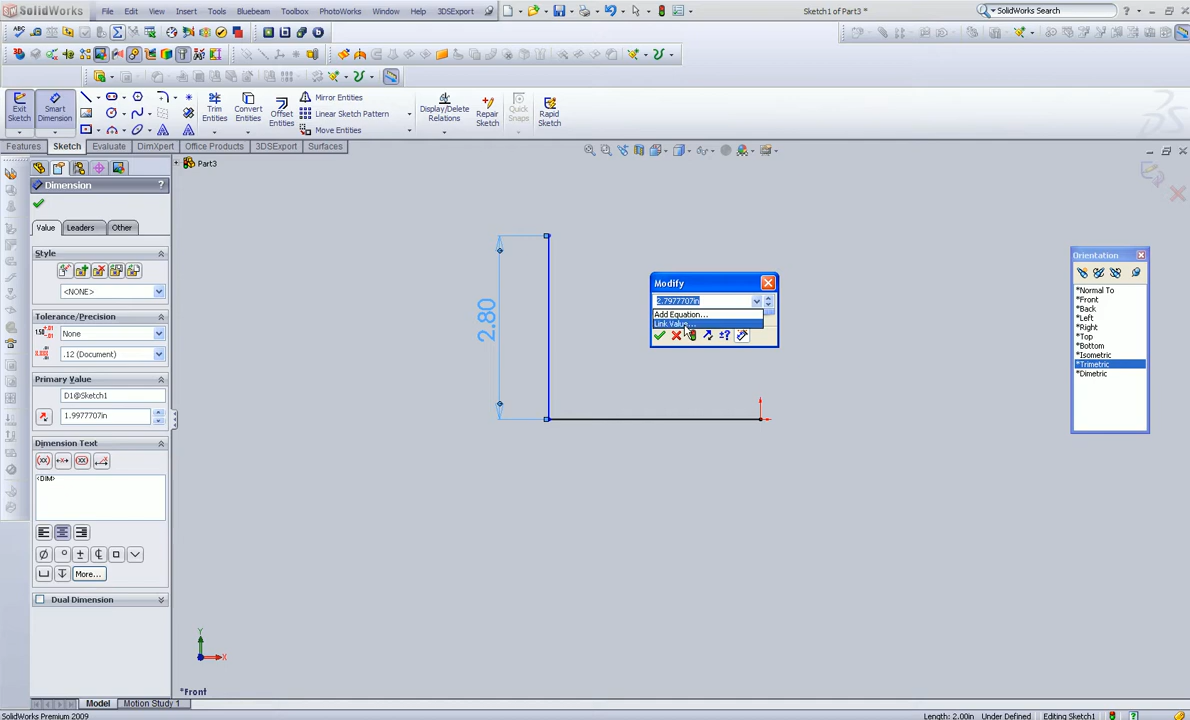 SolidWorks File Edit View Insert Tools Toolbox Bluebeam PhotoWorks Window Help 3DSExport Sketch1 of Part3 * SolidWorks Search
Exit Sketch
Smart Dimension
Trim Entities
Convert Entities
Offset Entities
Mirror Entities
Linear Sketch Pattern
Move Entities
Display/Delete Relations
Repair Sketch
Quick Snaps
Rapid Sketch
Features Sketch Evaluate DimXpert Office Products 3DSExport Surfaces
Part3
Dimension ?
Value Leaders Other
Style
<NONE>
Tolerance/Precision
None
.12 (Document)
Primary Value
D1@Sketch1
1.9977707in
Dimension Text
<DIM>
More...
Dual Dimension
2.80
Modify
2.7977707in
Add Equation...
Link Value...
Orientation
*Normal To
*Front
*Back
*Left
*Right
*Top
*Bottom
*Isometric
*Trimetric
*Dimetric
Y
X
*Front
Model Motion Study 1
SolidWorks Premium 2009 Length: 2.00in Under Defined Editing Sketch1